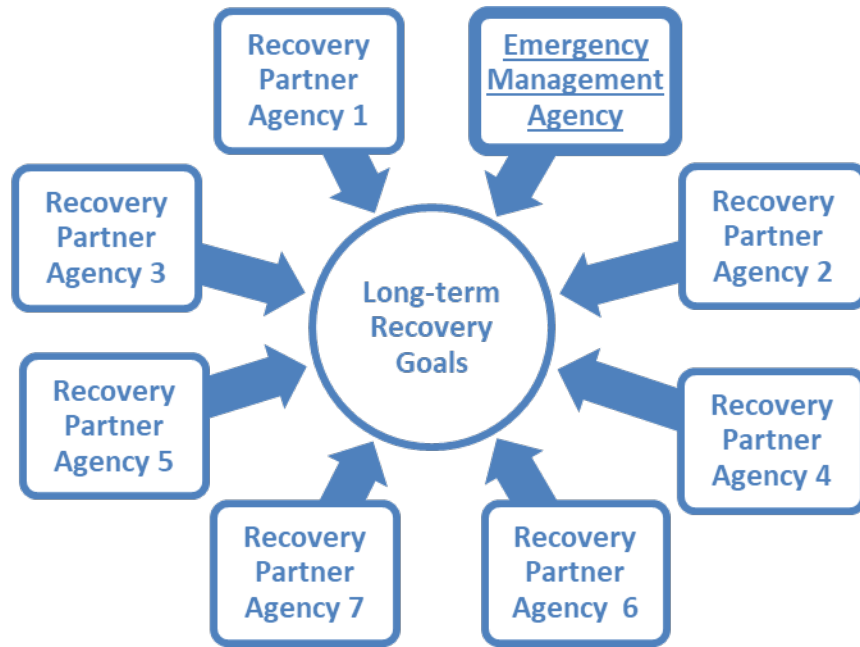 Recovery
Partner
Agency 1
Emergency
Management
Agency
Recovery
Partner
Agency 3
Recovery
Partner
Agency 2
Long-term
Recovery
Goals
Recovery
Partner
Agency 5
Recovery
Partner
Agency 4
Recovery
Partner
Agency 7
Recovery
Partner
Agency  6